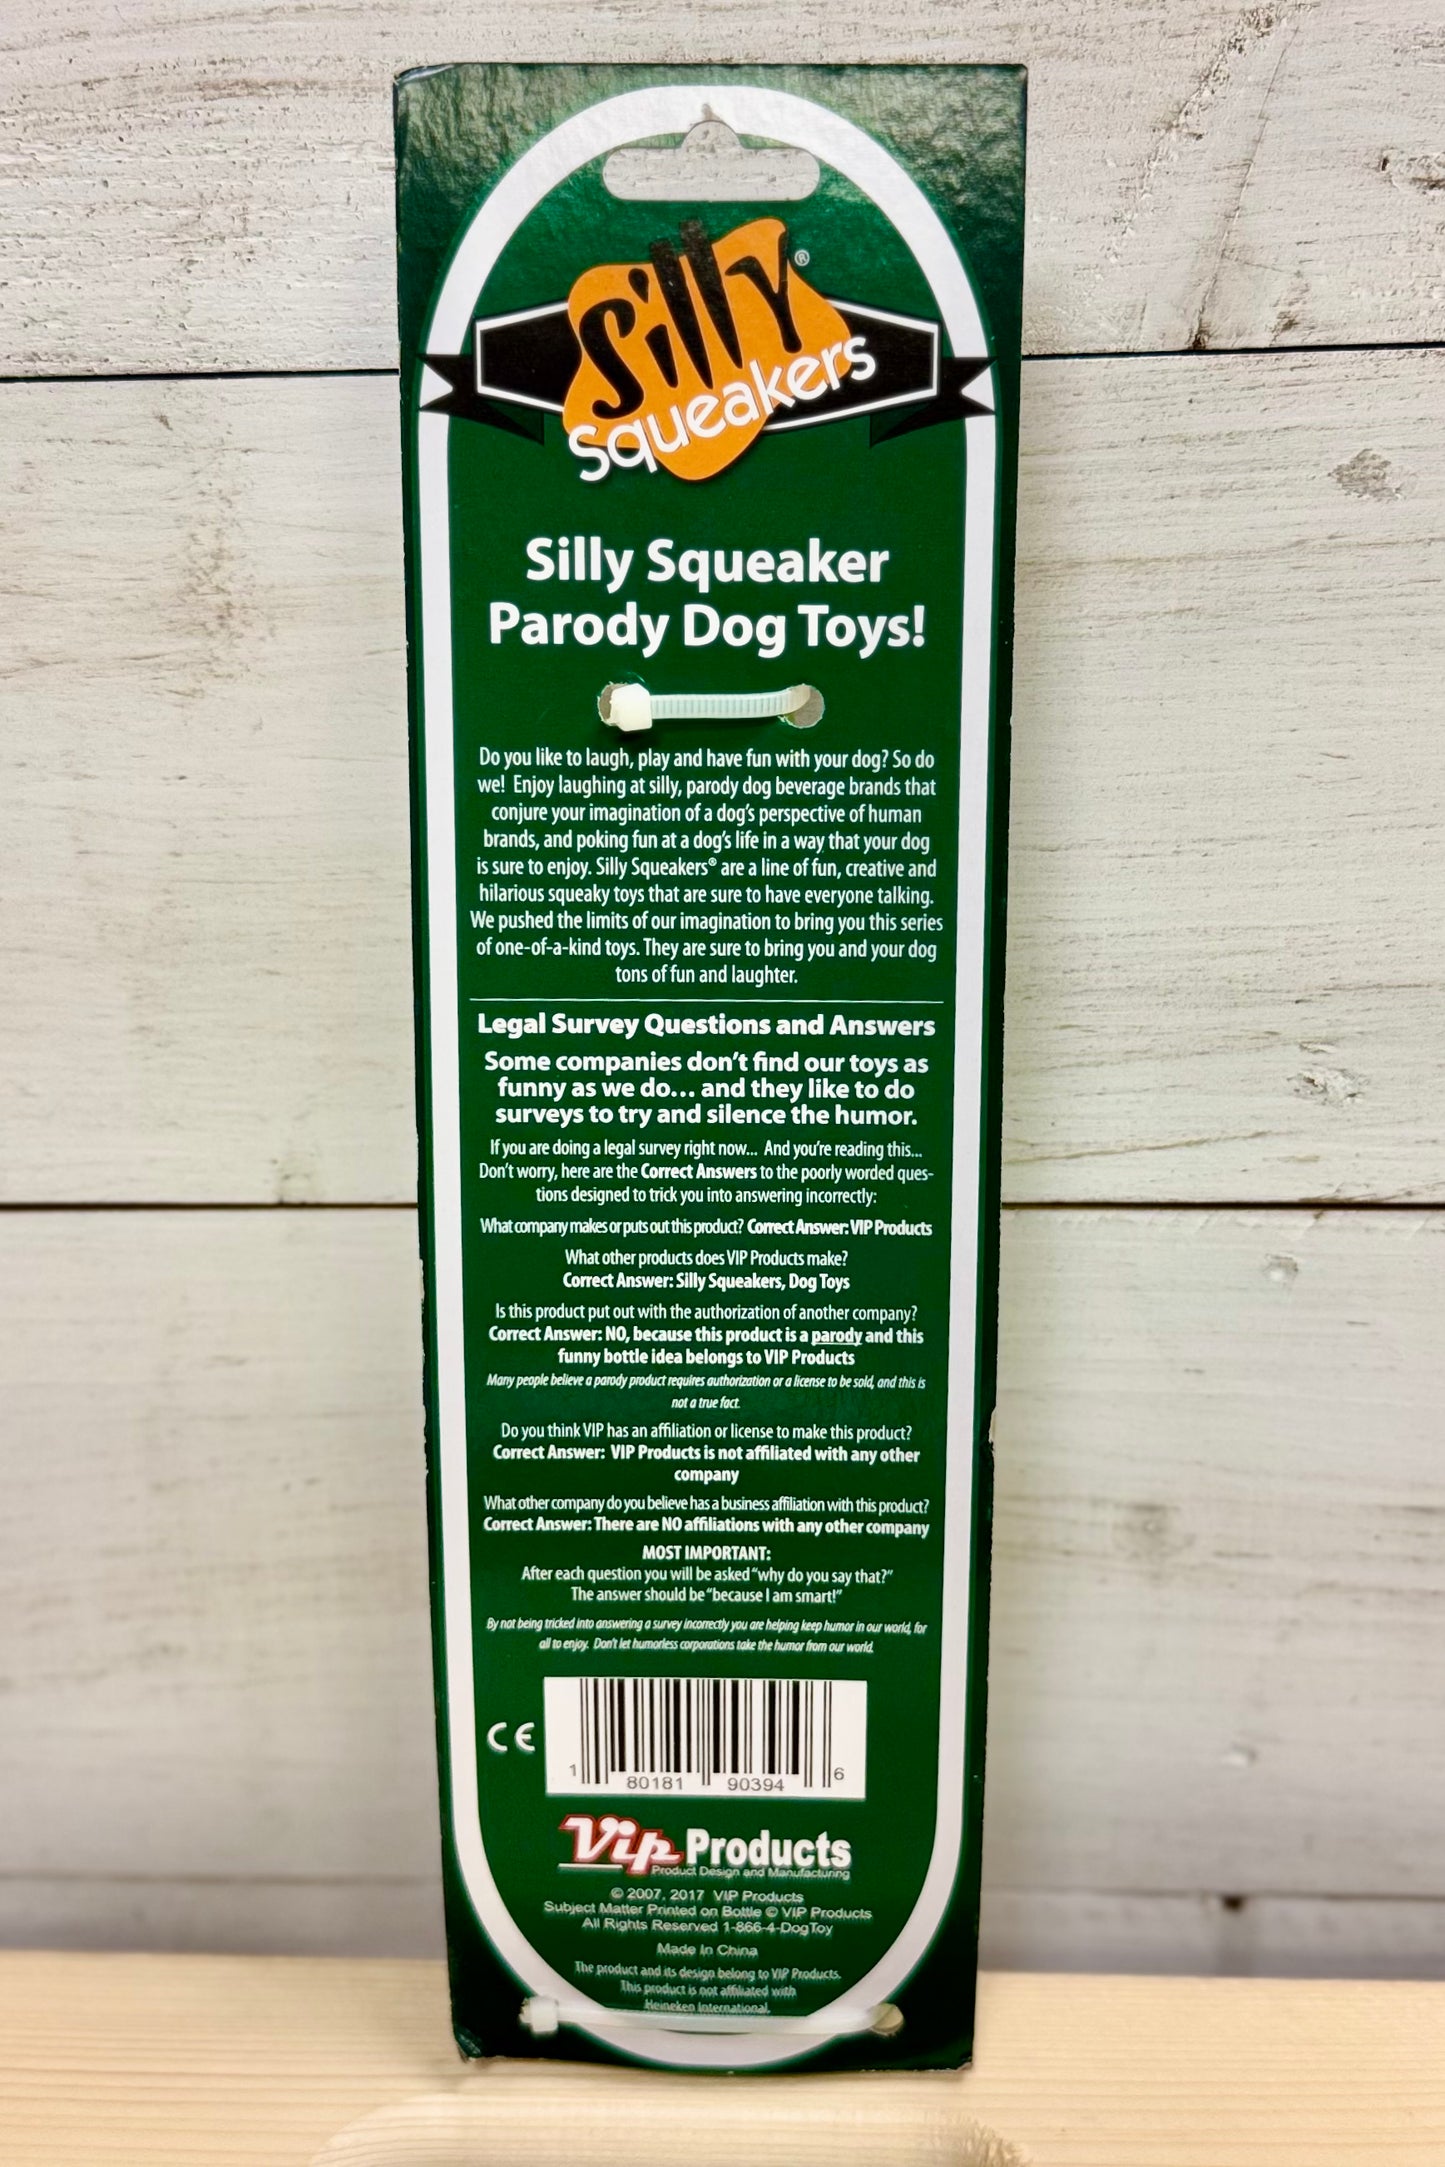 Silly®
Squeakers
Silly Squeaker
Parody Dog Toys!
Do you like to laugh, play and have fun with your dog? So do
we!  Enjoy laughing at silly, parody dog beverage brands that
conjure your imagination of a dog's perspective of human
brands, and poking fun at a dog's life in a way that your dog
is sure to enjoy. Silly Squeakers® are a line of fun, creative and
hilarious squeaky toys that are sure to have everyone talking.
We pushed the limits of our imagination to bring you this series
of one-of-a-kind toys. They are sure to bring you and your dog
tons of fun and laughter.
Legal Survey Questions and Answers
Some companies don't find our toys as
funny as we do... and they like to do
surveys to try and silence the humor.
If you are doing a legal survey right now...  And you're reading this...
Don't worry, here are the Correct Answers to the poorly worded ques-
tions designed to trick you into answering incorrectly:
What company makes or puts out this product? Correct Answer: VIP Products
What other products does VIP Products make?
Correct Answer: Silly Squeakers, Dog Toys
Is this product put out with the authorization of another company?
Correct Answer: NO, because this product is a parody and this
funny bottle idea belongs to VIP Products
Many people believe a parody product requires authorization or a license to be sold, and this is
not a true fact.
Do you think VIP has an affiliation or license to make this product?
Correct Answer:  VIP Products is not affiliated with any other
company
What other company do you believe has a business affiliation with this product?
Correct Answer: There are NO affiliations with any other company
MOST IMPORTANT:
After each question you will be asked "why do you say that?"
The answer should be "because I am smart!"
By not being tricked into answering a survey incorrectly you are helping keep humor in our world, for
all to enjoy.  Don't let humorless corporations take the humor from our world.
CE
1 80181 90394 6
Vip Products
Product Design and Manufacturing
© 2007, 2017  VIP Products
Subject Matter Printed on Bottle © VIP Products
All Rights Reserved 1-866-4-DogToy
Made In China
The product and its design belong to VIP Products.
This product is not affiliated with
Heineken International.